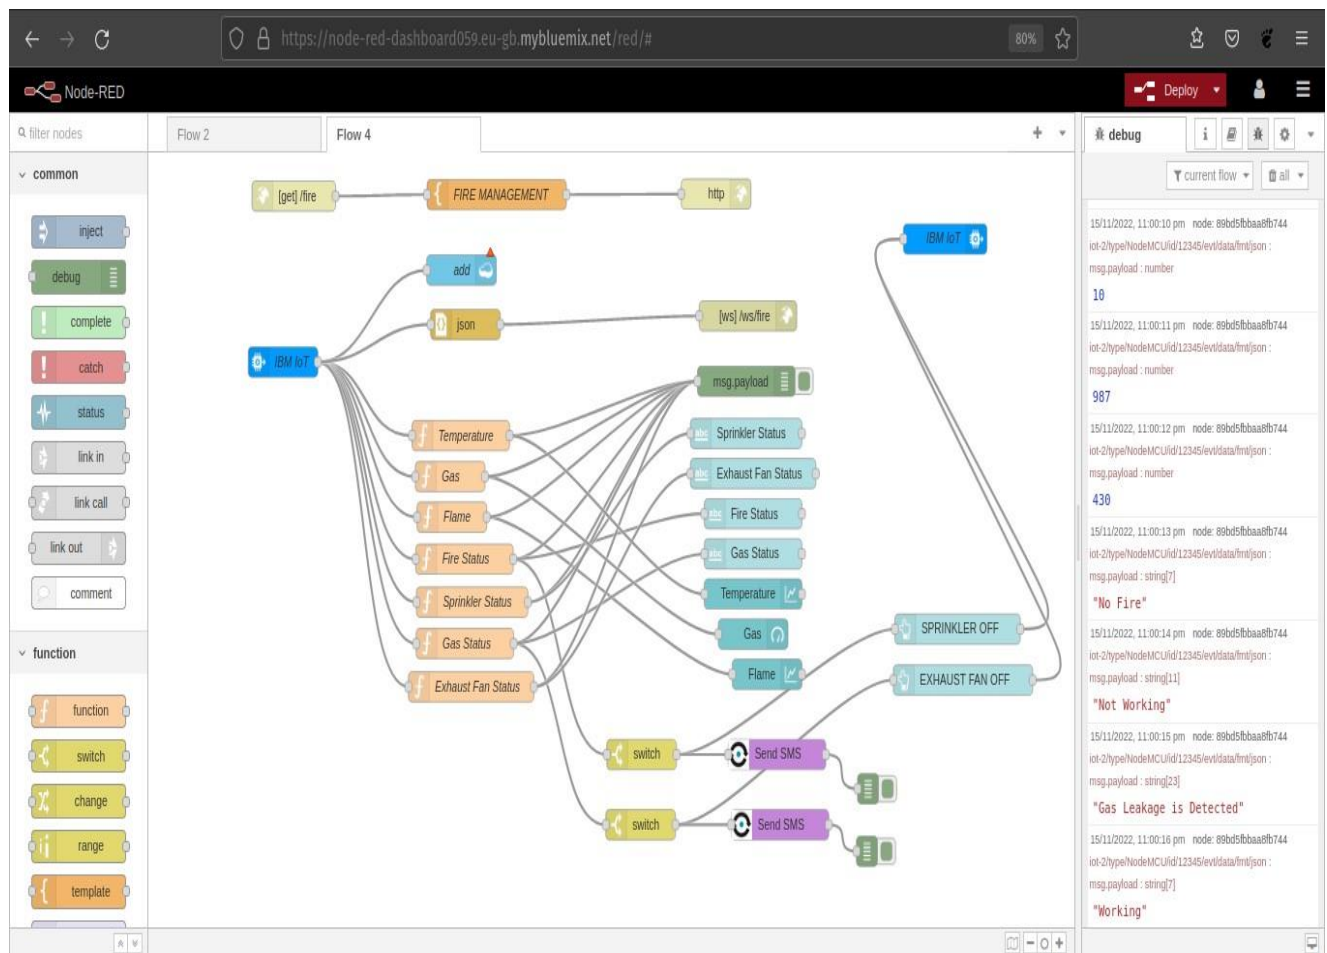 https://node-red-dashboard059.eu-gb.mybluemix.net/red/#
80%
Node-RED
Deploy
filter nodes
Flow 2
Flow 4
debug
i
common
current flow
all
inject
debug
complete
catch
status
link in
link call
link out
comment
function
function
switch
change
range
template
[get] /fire
FIRE MANAGEMENT
http
IBM IoT
add
json
[ws] /ws/fire
IBM IoT
msg.payload
Temperature
Gas
Flame
Fire Status
Sprinkler Status
Gas Status
Exhaust Fan Status
Sprinkler Status
Exhaust Fan Status
Fire Status
Gas Status
Temperature
Gas
Flame
SPRINKLER OFF
EXHAUST FAN OFF
switch
Send SMS
switch
Send SMS
15/11/2022, 11:00:10 pm node: 89bd5fbbaa8fb744
iot-2/type/NodeMCU/id/12345/evt/data/fmt/json :
msg.payload : number
10
15/11/2022, 11:00:11 pm node: 89bd5fbbaa8fb744
iot-2/type/NodeMCU/id/12345/evt/data/fmt/json :
msg.payload : number
987
15/11/2022, 11:00:12 pm node: 89bd5fbbaa8fb744
iot-2/type/NodeMCU/id/12345/evt/data/fmt/json :
msg.payload : number
430
15/11/2022, 11:00:13 pm node: 89bd5fbbaa8fb744
iot-2/type/NodeMCU/id/12345/evt/data/fmt/json :
msg.payload : string[7]
"No Fire"
15/11/2022, 11:00:14 pm node: 89bd5fbbaa8fb744
iot-2/type/NodeMCU/id/12345/evt/data/fmt/json :
msg.payload : string[11]
"Not Working"
15/11/2022, 11:00:15 pm node: 89bd5fbbaa8fb744
iot-2/type/NodeMCU/id/12345/evt/data/fmt/json :
msg.payload : string[23]
"Gas Leakage is Detected"
15/11/2022, 11:00:16 pm node: 89bd5fbbaa8fb744
iot-2/type/NodeMCU/id/12345/evt/data/fmt/json :
msg.payload : string[7]
"Working"